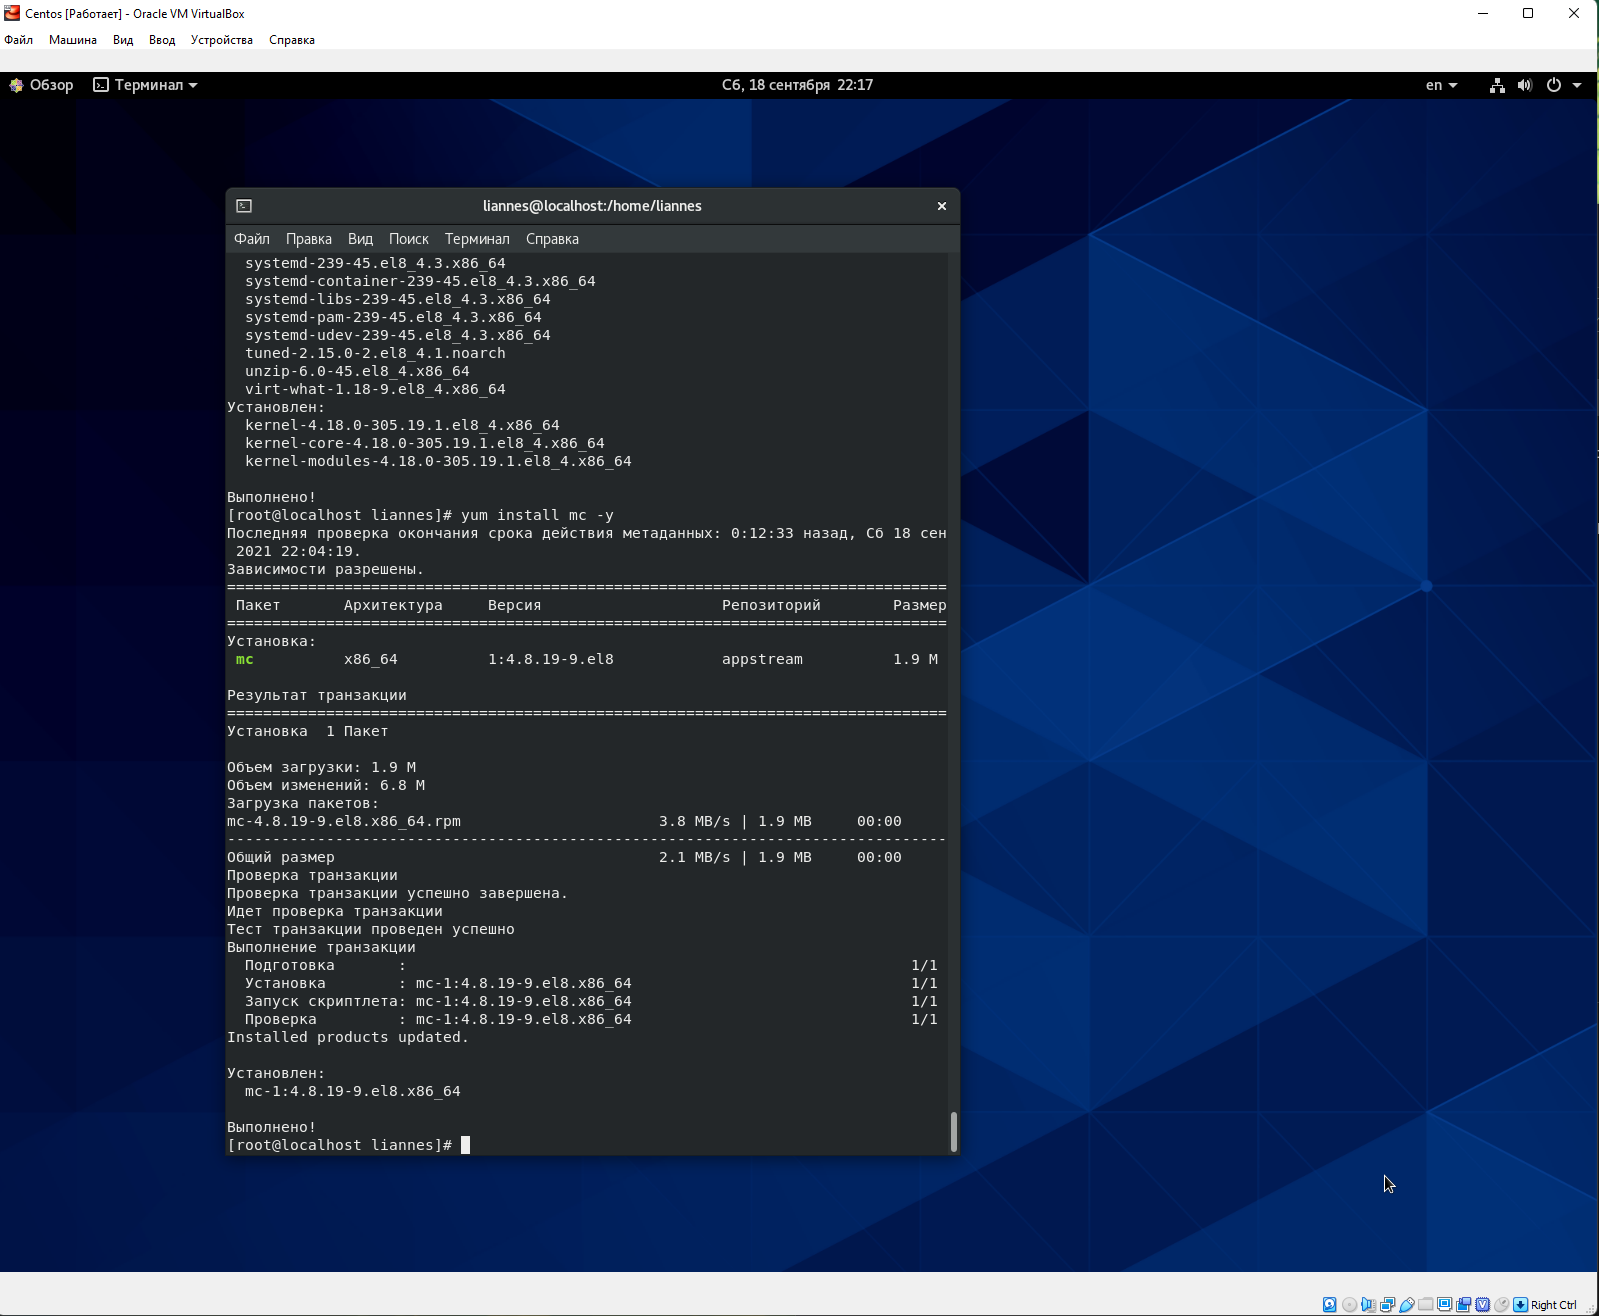 Centos [Работает] - Oracle VM VirtualBox
Файл Машина Вид Ввод Устройства Справка
Обзор Терминал Сб, 18 сентября 22:17 en
liannes@localhost:/home/liannes
Файл Правка Вид Поиск Терминал Справка
systemd-239-45.el8_4.3.x86_64
systemd-container-239-45.el8_4.3.x86_64
systemd-libs-239-45.el8_4.3.x86_64
systemd-pam-239-45.el8_4.3.x86_64
systemd-udev-239-45.el8_4.3.x86_64
tuned-2.15.0-2.el8_4.1.noarch
unzip-6.0-45.el8_4.x86_64
virt-what-1.18-9.el8_4.x86_64
Установлен:
kernel-4.18.0-305.19.1.el8_4.x86_64
kernel-core-4.18.0-305.19.1.el8_4.x86_64
kernel-modules-4.18.0-305.19.1.el8_4.x86_64
Выполнено!
[root@localhost liannes]# yum install mc -y
Последняя проверка окончания срока действия метаданных: 0:12:33 назад, Сб 18 сен
2021 22:04:19.
Зависимости разрешены.
================================================================================
Пакет Архитектура Версия Репозиторий Размер
================================================================================
Установка:
mc x86_64 1:4.8.19-9.el8 appstream 1.9 M
Результат транзакции
================================================================================
Установка 1 Пакет
Объем загрузки: 1.9 M
Объем изменений: 6.8 M
Загрузка пакетов:
mc-4.8.19-9.el8.x86_64.rpm 3.8 MB/s | 1.9 MB 00:00
--------------------------------------------------------------------------------
Общий размер 2.1 MB/s | 1.9 MB 00:00
Проверка транзакции
Проверка транзакции успешно завершена.
Идет проверка транзакции
Тест транзакции проведен успешно
Выполнение транзакции
Подготовка : 1/1
Установка : mc-1:4.8.19-9.el8.x86_64 1/1
Запуск скриптлета: mc-1:4.8.19-9.el8.x86_64 1/1
Проверка : mc-1:4.8.19-9.el8.x86_64 1/1
Installed products updated.
Установлен:
mc-1:4.8.19-9.el8.x86_64
Выполнено!
[root@localhost liannes]#
Right Ctrl